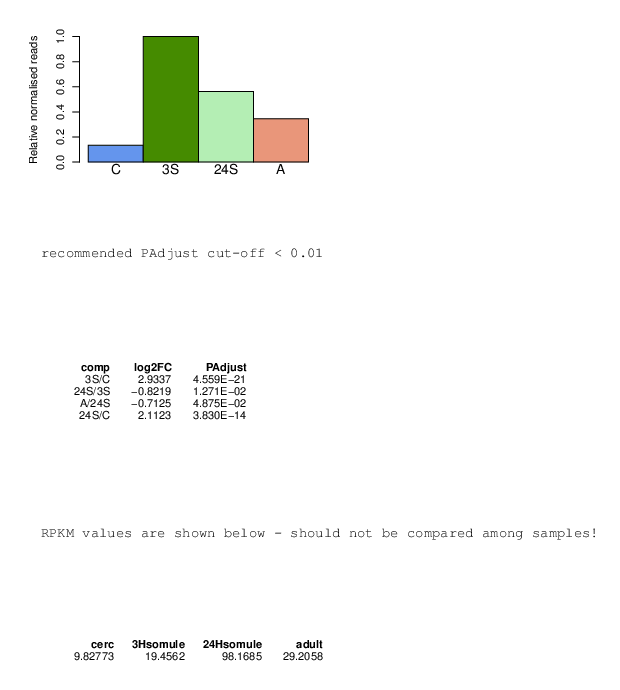 Relative normalised reads
1.0
0.8
0.6
0.4
0.2
0.0
C 3S 24S A
recommended PAdjust cut-off < 0.01
comp log2FC PAdjust
3S/C 2.9337 4.559E−21
24S/3S −0.8219 1.271E−02
A/24S −0.7125 4.875E−02
24S/C 2.1123 3.830E−14
RPKM values are shown below - should not be compared among samples!
cerc 3Hsomule 24Hsomule adult
9.82773 19.4562 98.1685 29.2058